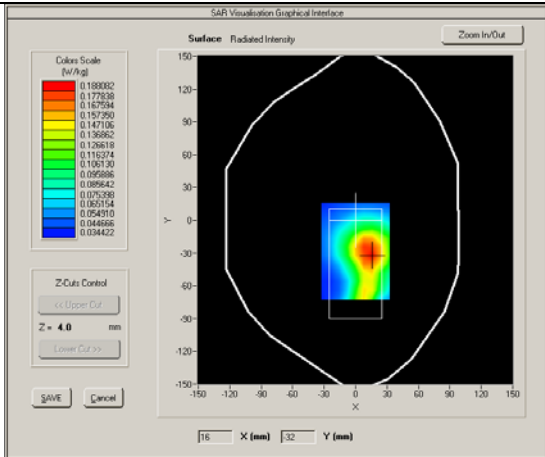 SAR Visualisation Graphical Interface
Surface Radiated Intensity
Zoom In/Out
Colors Scale
(W/kg)
0.188082
0.177838
0.167594
0.157350
0.147106
0.136862
0.126618
0.116374
0.106130
0.095886
0.085642
0.075398
0.065154
0.054910
0.044666
0.034422
Z-Cuts Control
<< Upper Cut
Z = 4.0 mm
Lower Cut >>
SAVE Cancel
150-
120-
90-
60-
30-
Y 0-
-30-
-60-
-90-
-120-
-150-
-150 -120 -90 -60 -30 0 30 60 90 120 150
X
16 X (mm) -32 Y (mm)